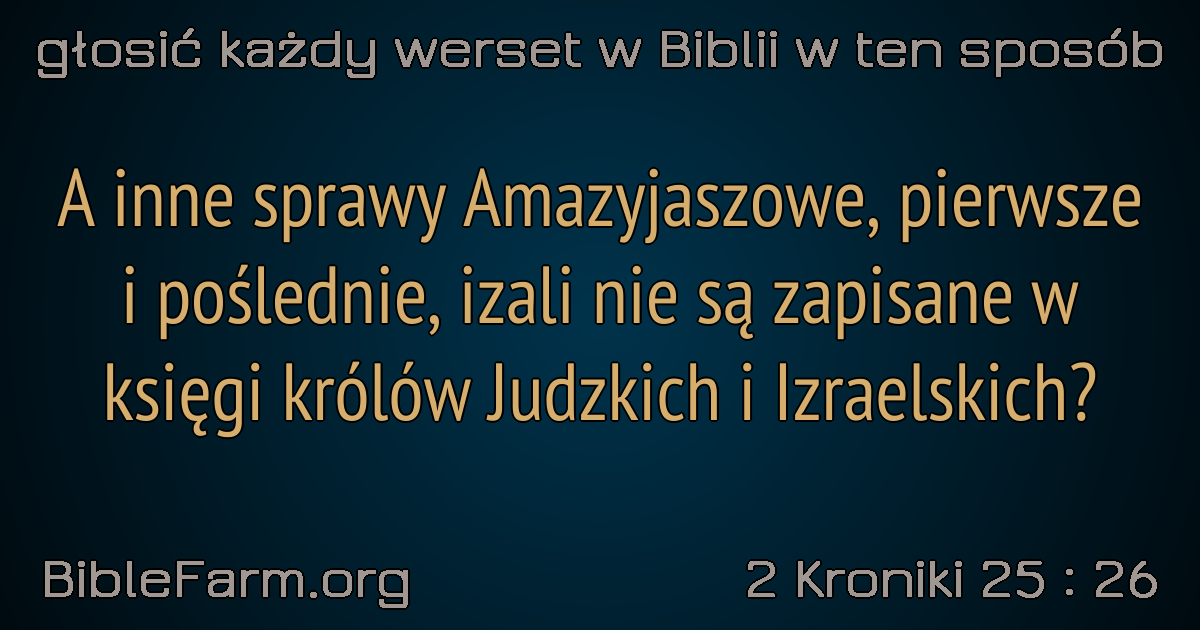 głosić każdy werset w Biblii w ten sposób
A inne sprawy Amazyjaszowe, pierwsze
i poślednie, izali nie są zapisane w
księgi królów Judzkich i Izraelskich?
BibleFarm.org
2 Kroniki 25 : 26